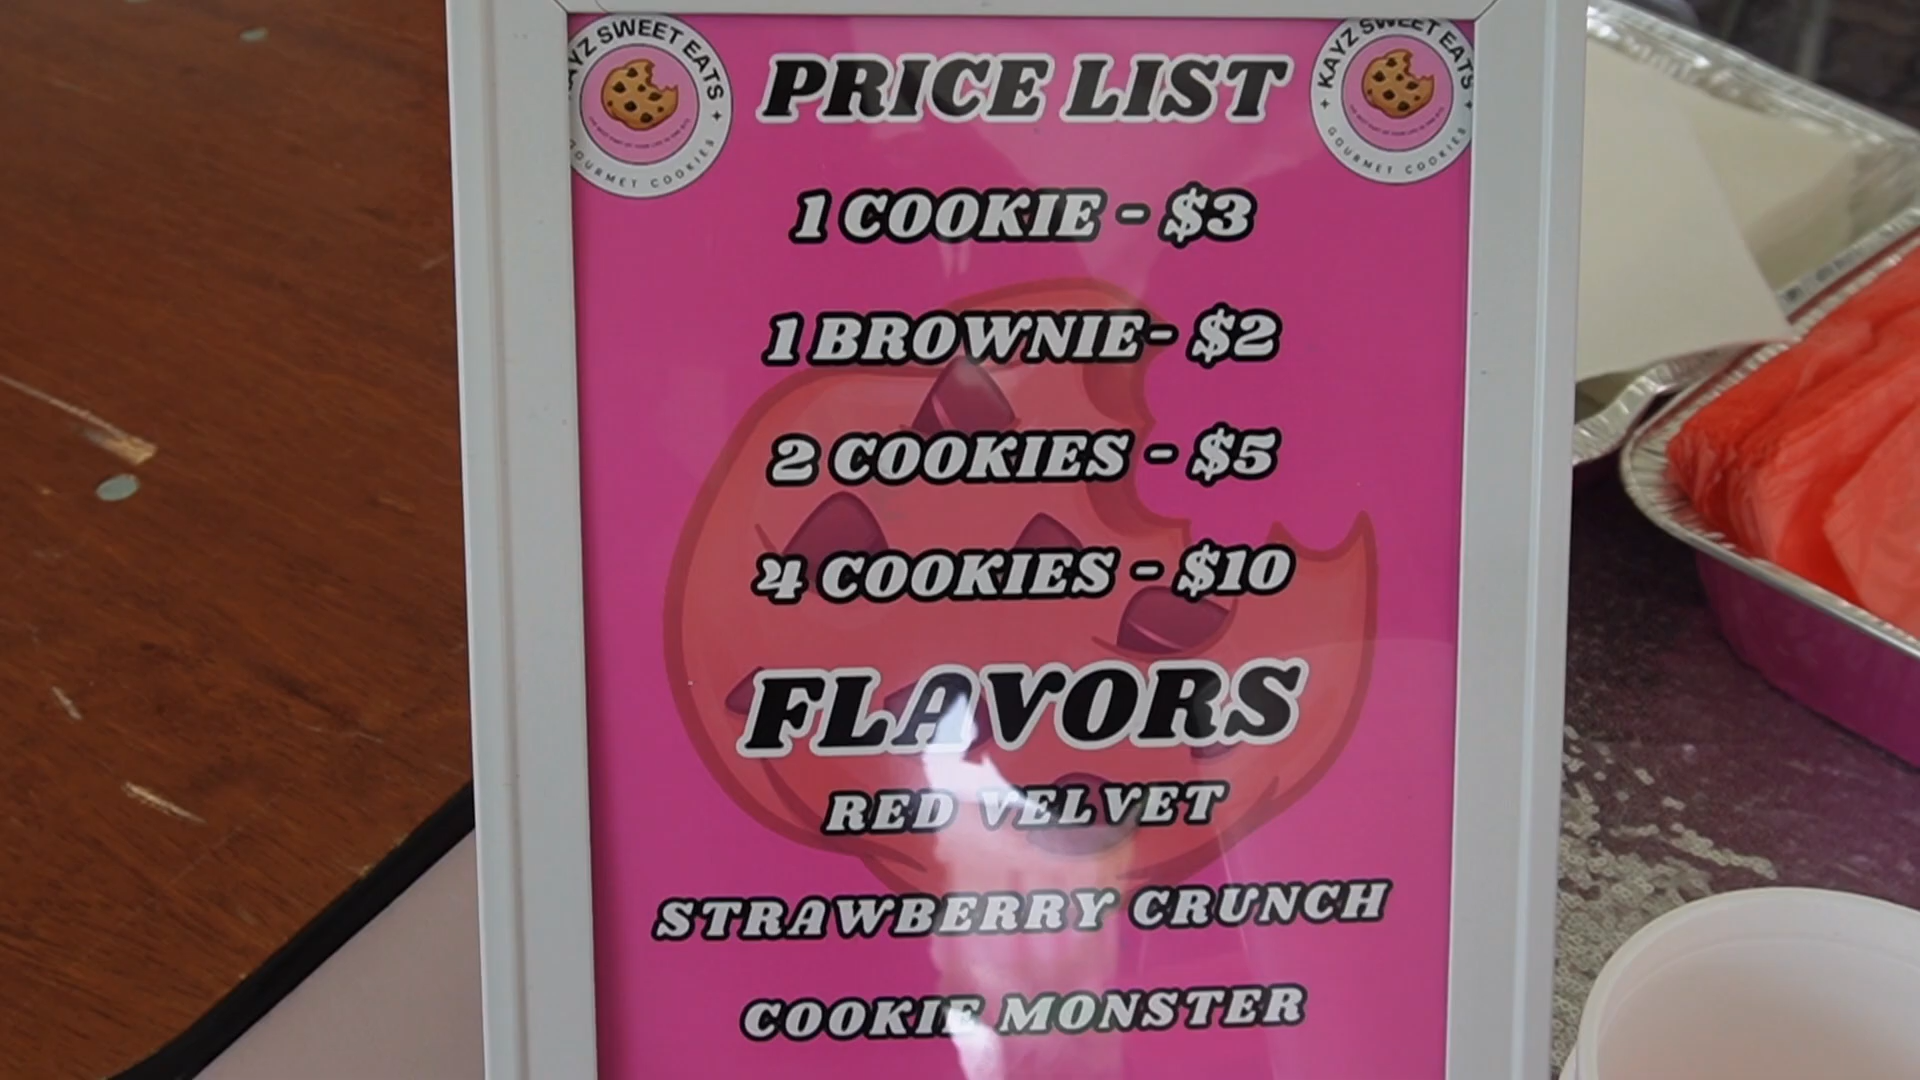 KAYZ SWEET EATS
GOURMET COOKIES
PRICE LIST
KAYZ SWEET EATS
GOURMET COOKIES
1 COOKIE - $3
1 BROWNIE- $2
2 COOKIES - $5
4 COOKIES - $10
FLAVORS
RED VELVET
STRAWBERRY CRUNCH
COOKIE MONSTER